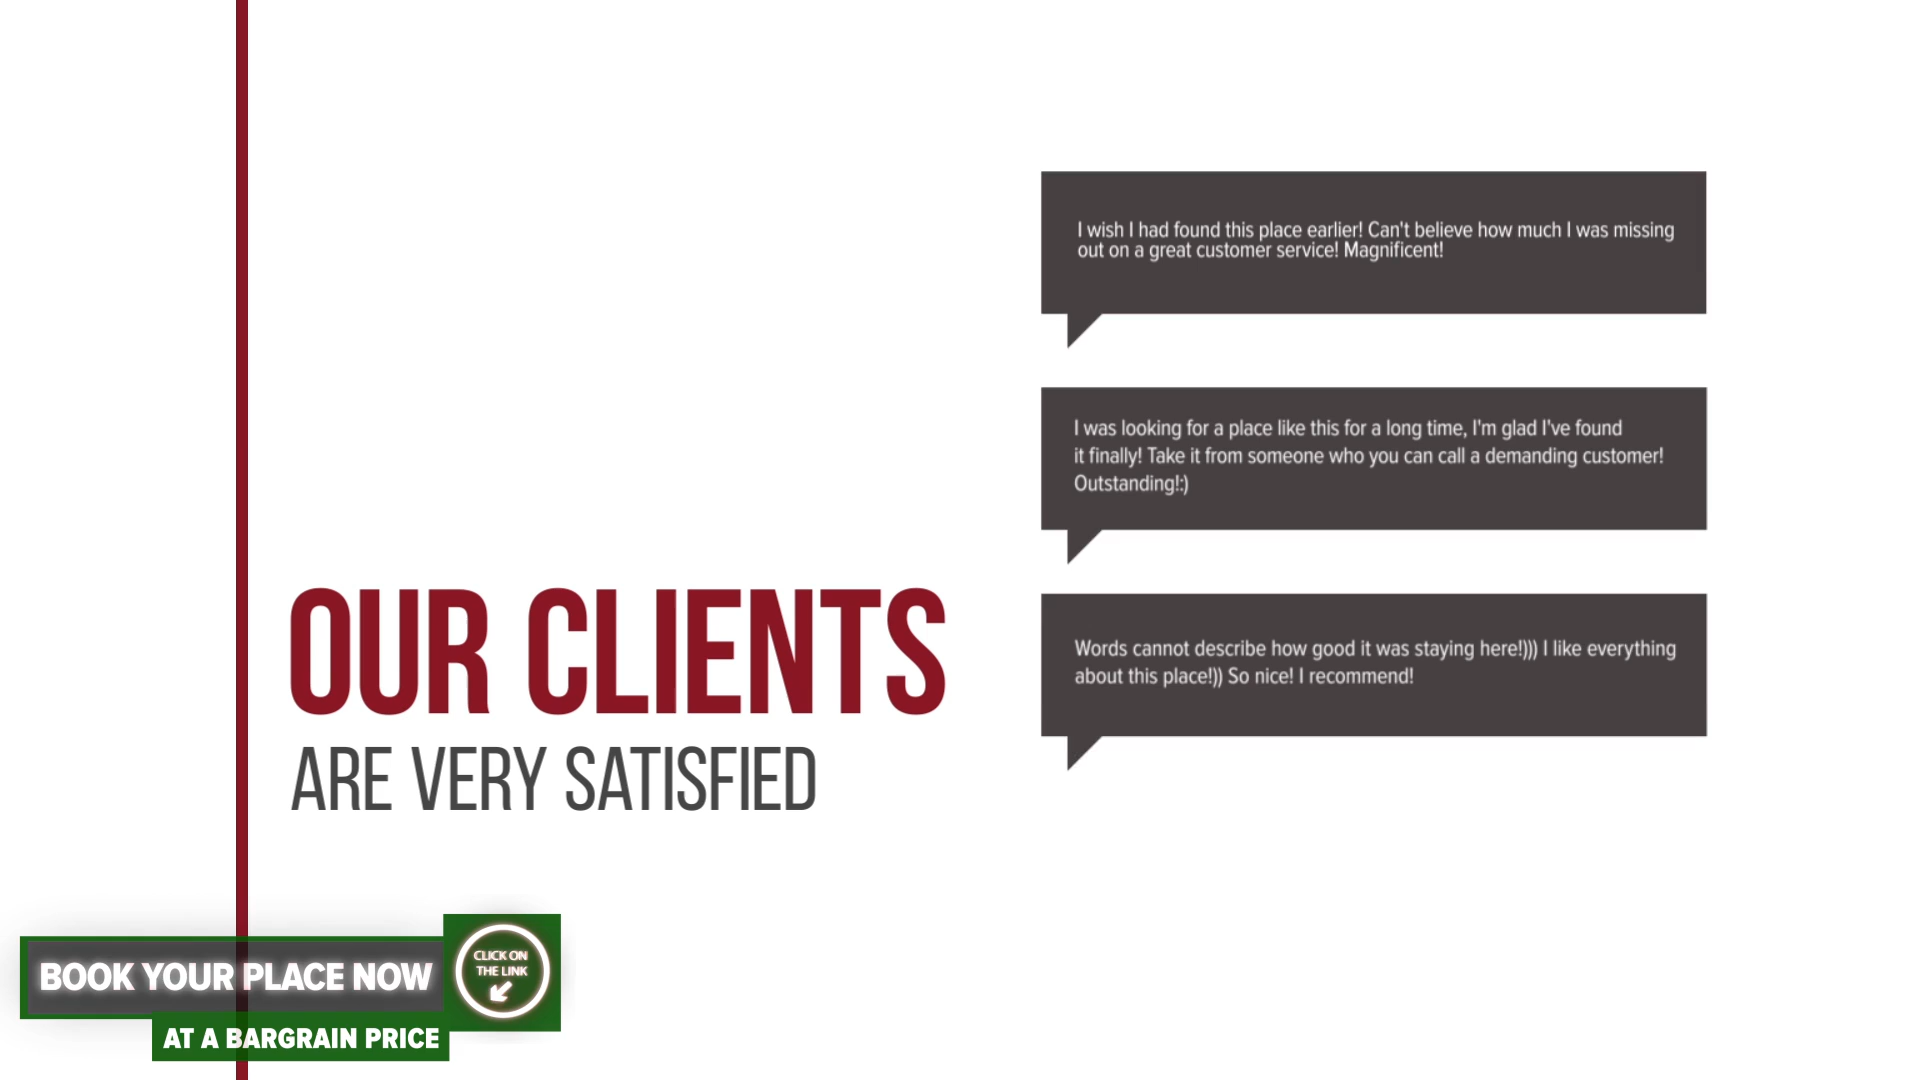 I wish I had found this place earlier! Can't believe how much I was missing
out on a great customer service! Magnificent!
I was looking for a place like this for a long time, I'm glad I've found
it finally! Take it from someone who you can call a demanding customer!
Outstanding!:)
Words cannot describe how good it was staying here!))) I like everything
about this place!)) So nice! I recommend!
OUR CLIENTS
ARE VERY SATISFIED
BOOK YOUR PLACE NOW
CLICK ON
THE LINK
AT A BARGRAIN PRICE